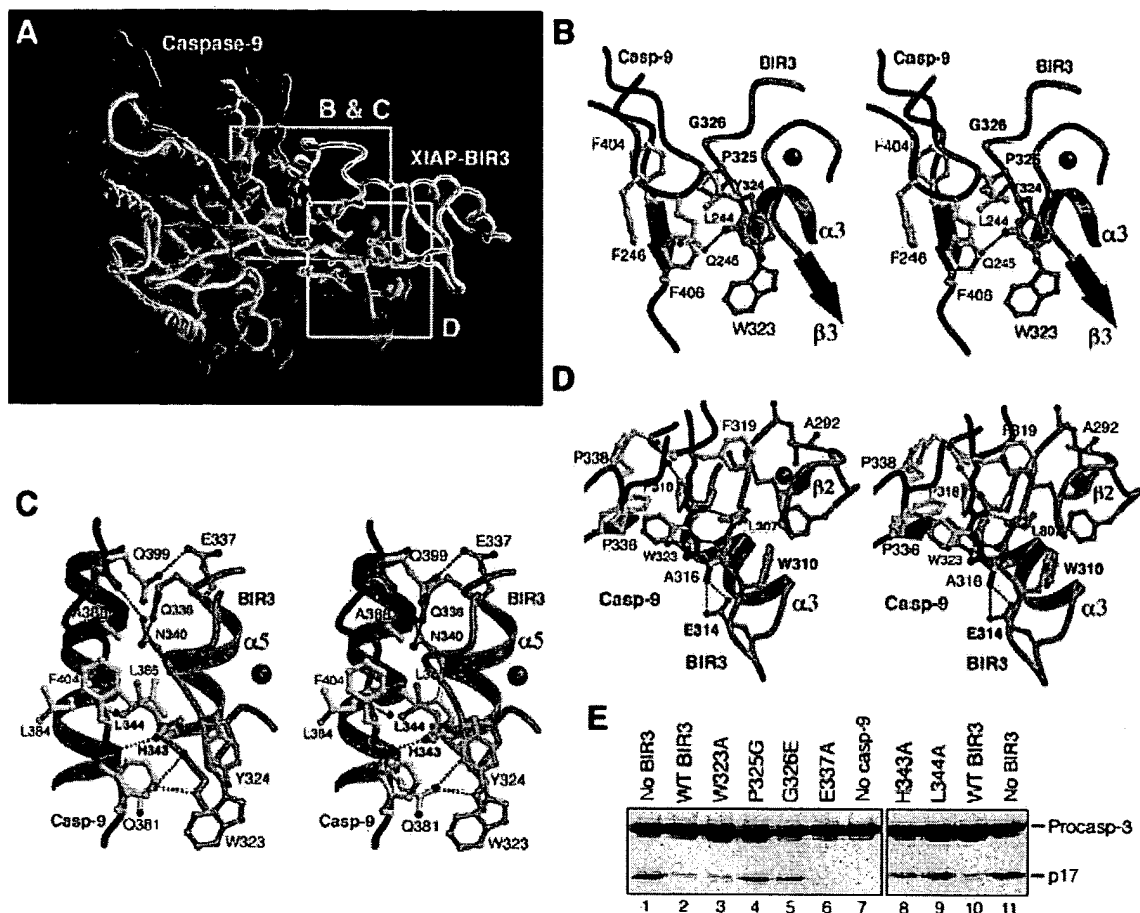 A
Caspase-9
B & C
XIAP-BIR3
D
B
Casp-9
BIR3
G326
F404
P325
Y324
L244
α3
F246
Q245
F406
W323
β3
Casp-9
BIR3
G326
F404
P325
L244
α3
F246
Q245
F406
W323
β3
C
Q399
E337
BIR3
Q336
α5
N340
F404
L384
L344
H343
Y324
Casp-9
Q381
W323
Q399
E337
BIR3
Q336
α5
N340
F404
L384
L344
H343
Y324
Casp-9
Q381
W323
D
F319
A292
P338
β2
P336
W323
L307
W310
A316
Casp-9
α3
E314
BIR3
F319
A292
P338
β2
P318
P336
W323
L307
W310
A316
Casp-9
α3
E314
BIR3
E
No BIR3
WT BIR3
W323A
P325G
G326E
E337A
No casp-9
H343A
L344A
WT BIR3
No BIR3
Procasp-3
p17
1 2 3 4 5 6 7 8 9 10 11